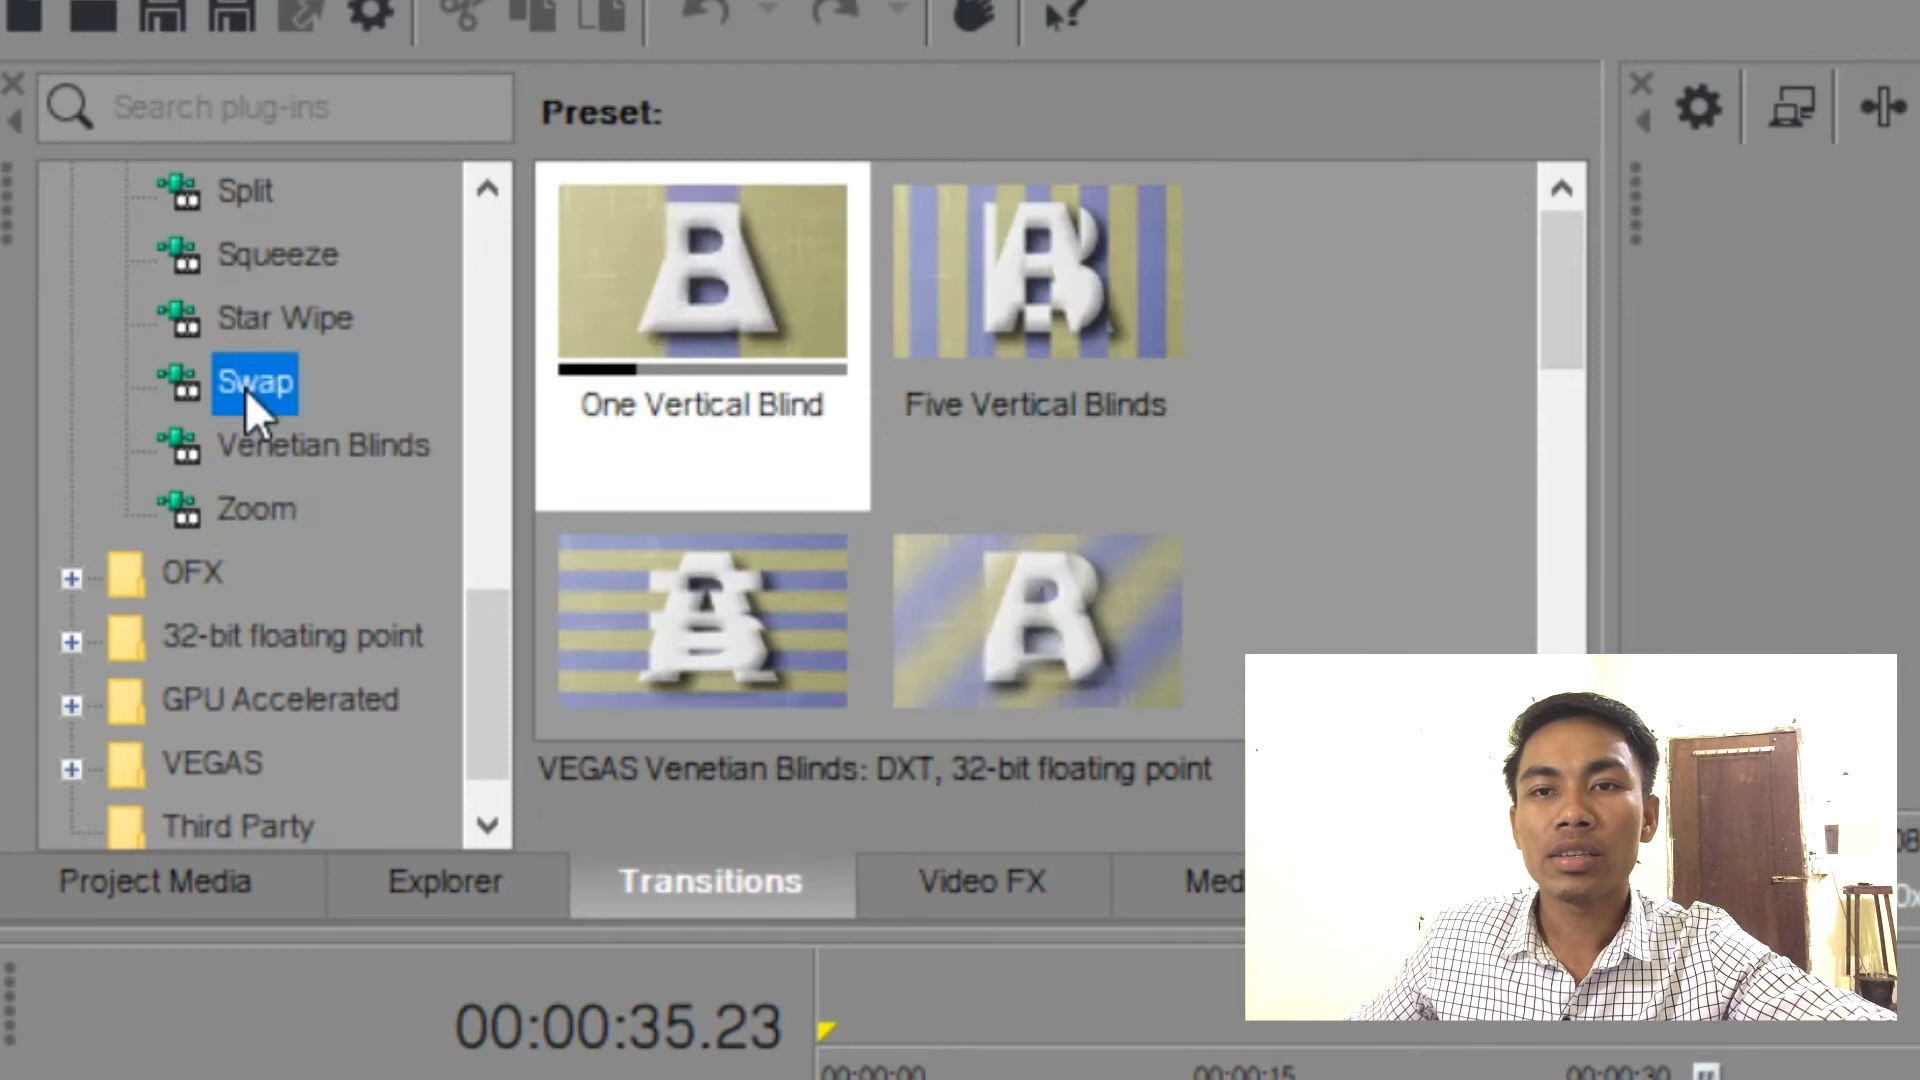 Search plug-ins
Preset:
Split
Squeeze
Star Wipe
Swap
Venetian Blinds
Zoom
OFX
32-bit floating point
GPU Accelerated
VEGAS
Third Party
One Vertical Blind
Five Vertical Blinds
VEGAS Venetian Blinds: DXT, 32-bit floating point
Project Media
Explorer
Transitions
Video FX
Med
00:00:35.23
00:00:00
00:00:15
00:00:30